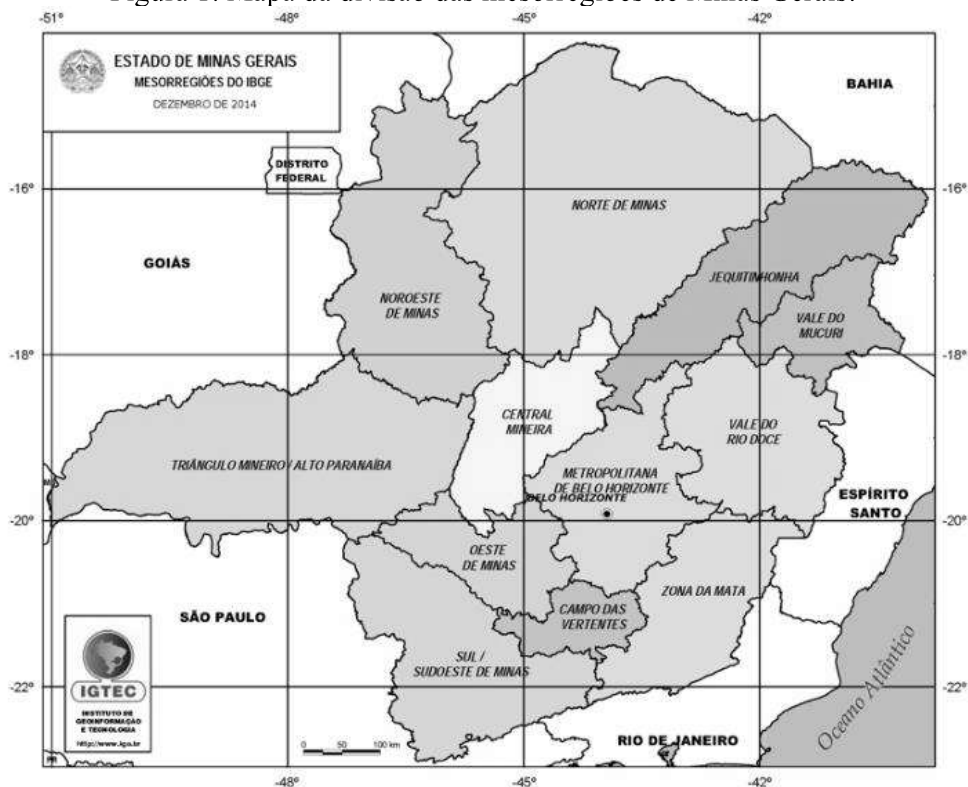 Figura 1: Mapa da divisão das mesorregiões de Minas Gerais.
-51°
-48°
-45°
-42°
ESTADO DE MINAS GERAIS
MESORREGIÕES DO IBGE
DEZEMBRO DE 2014
BAHIA
DISTRITO
FEDERAL
-16°
-16°
NORTE DE MINAS
GOIÁS
JEQUITINHONHA
NOROESTE
DE MINAS
VALE DO
MUCURI
-18°
-18°
CENTRAL
MINEIRA
VALE DO
RIO DOCE
TRIÂNGULO MINEIRO / ALTO PARANAÍBA
METROPOLITANA
DE BELO HORIZONTE
BELO HORIZONTE
ESPÍRITO
SANTO
-20°
-20°
OESTE
DE MINAS
ZONA DA MATA
SÃO PAULO
CAMPO DAS
VERTENTES
SUL /
SUDOESTE DE MINAS
Oceano Atlântico
-22°
-22°
IGTEC
INSTITUTO DE
GEOINFORMAÇÃO
E TECNOLOGIA
0 50 100 km
RIO DE JANEIRO
-48°
-45°
-42°